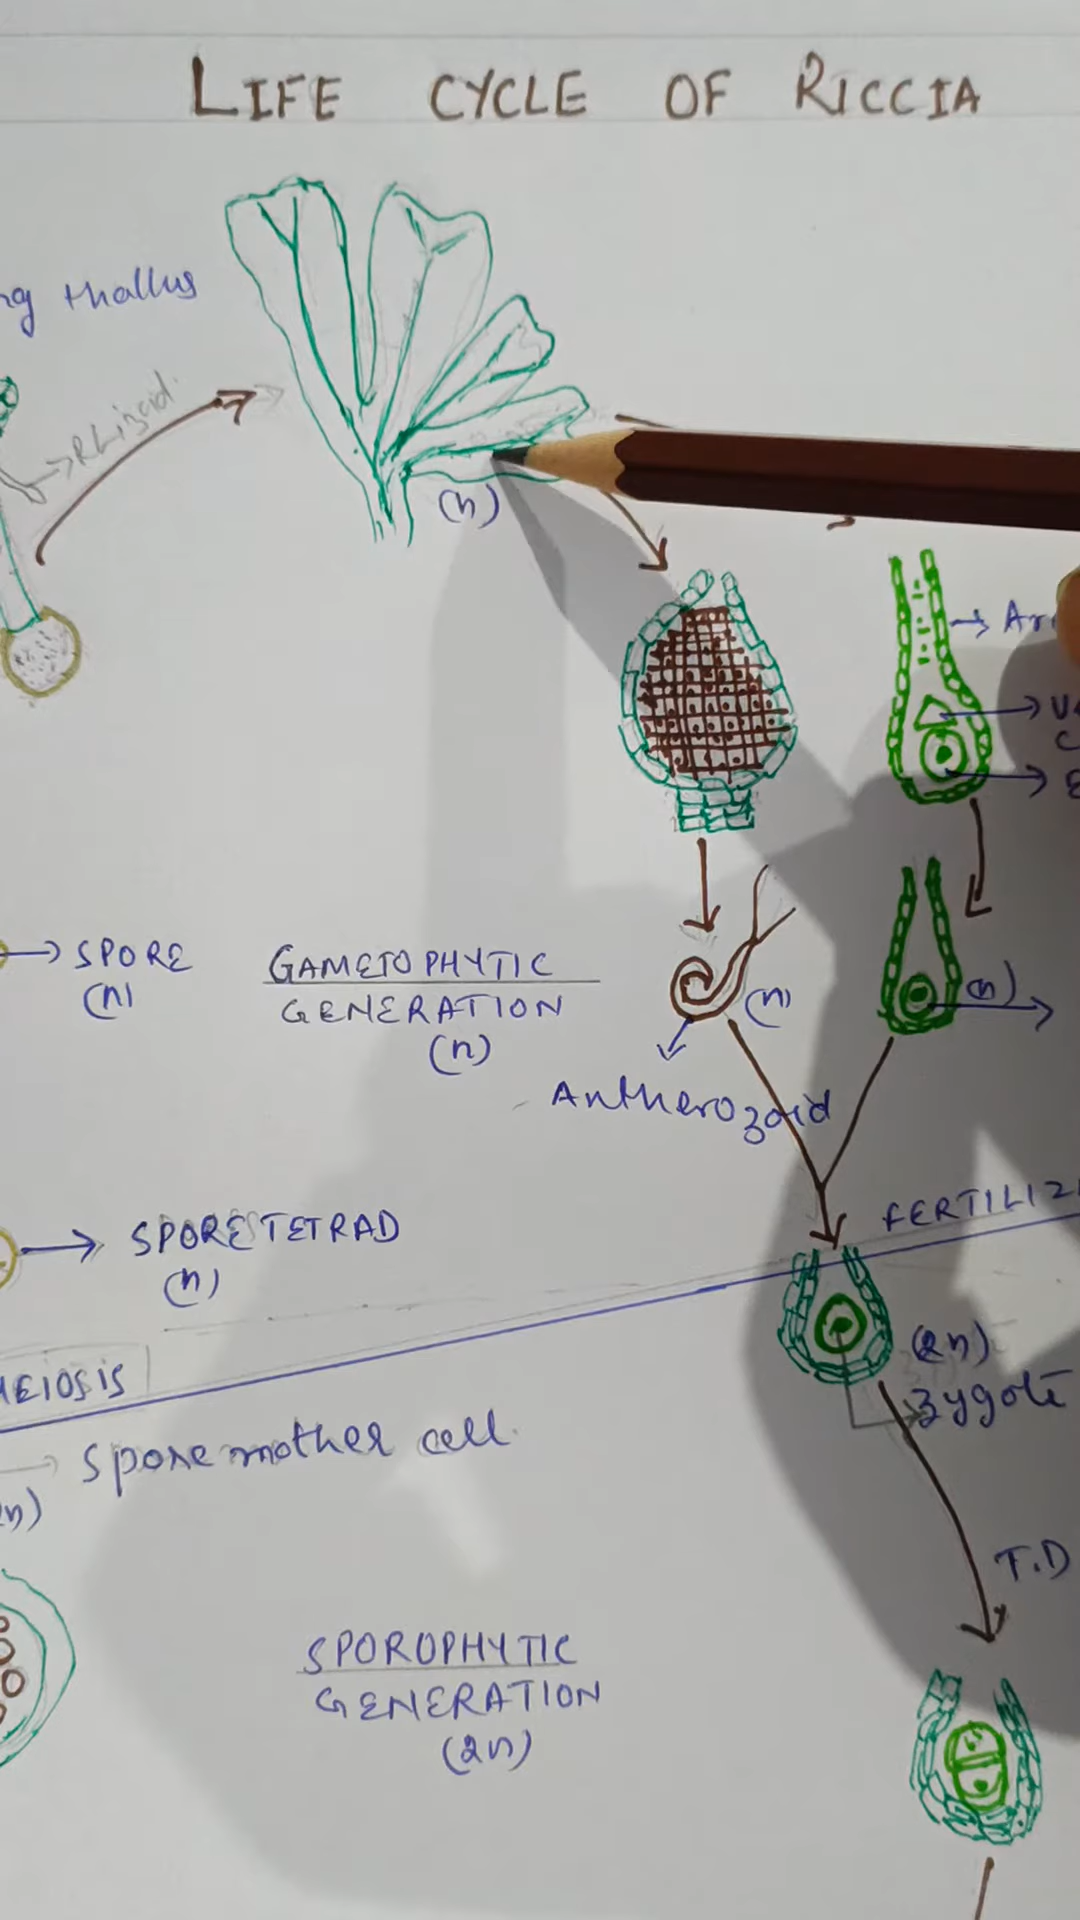 LIFE CYCLE OF RICCIA
thallus
Rhizoid
(n)
SPORE
(n)
GAMETOPHYTIC
GENERATION
(n)
(n)
(n)
Antherozoid
SPORE TETRAD
(n)
(2n)
zygote
Spore mother cell
T.D
SPOROPHYTIC
GENERATION
(2n)